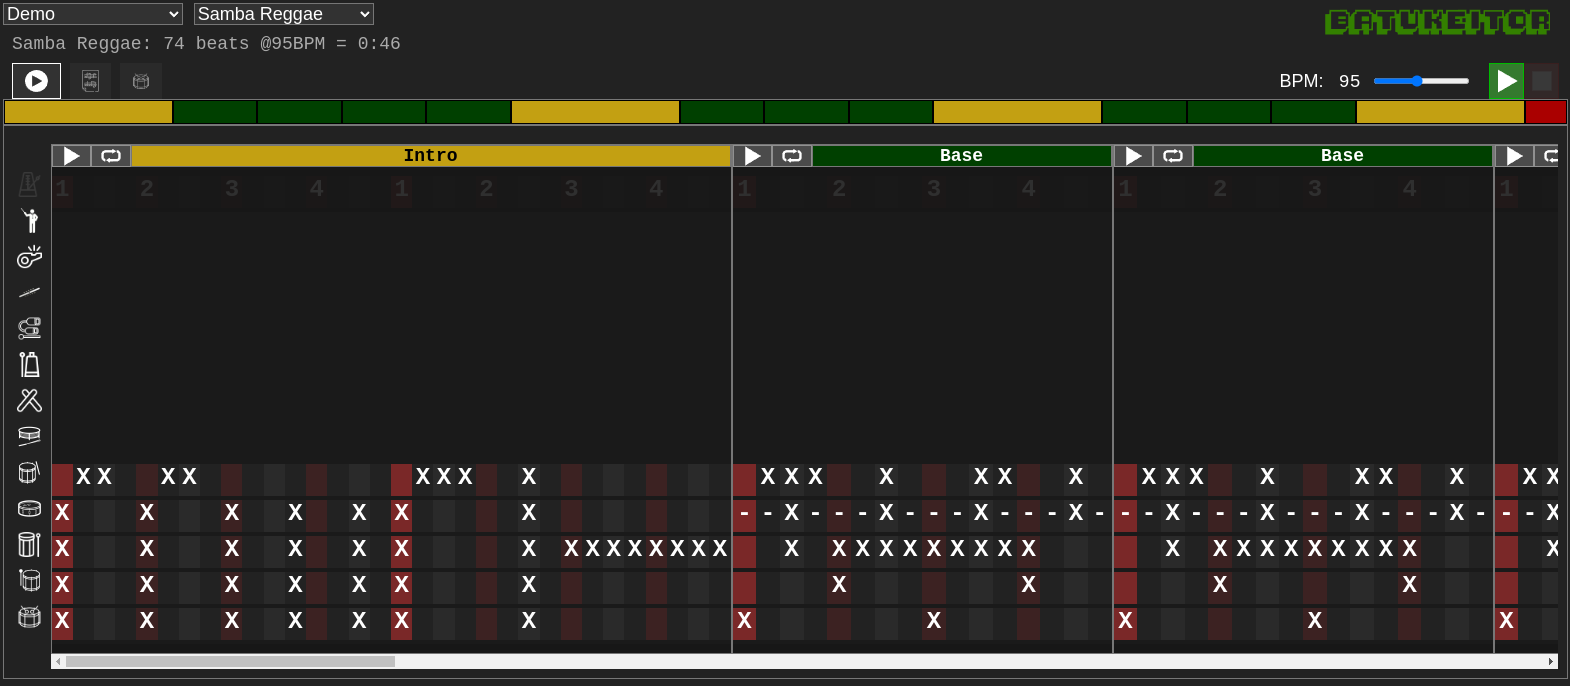 Demo Samba Reggae BATUKEITOR
Samba Reggae: 74 beats @95BPM = 0:46
BPM: 95
Intro Base Base
1 2 3 4 1 2 3 4 1 2 3 4 1 2 3 4 1
X X X X X X X X X X X X X X X X X X X X X X X X
X X X X X X X - - X - - - X - - - X - - - X - - - X - - - X - - - X - - - X - - - X
X X X X X X X X X X X X X X X X X X X X X X X X X X X X X X X X X X X X
X X X X X X X X X X X
X X X X X X X X X X X X